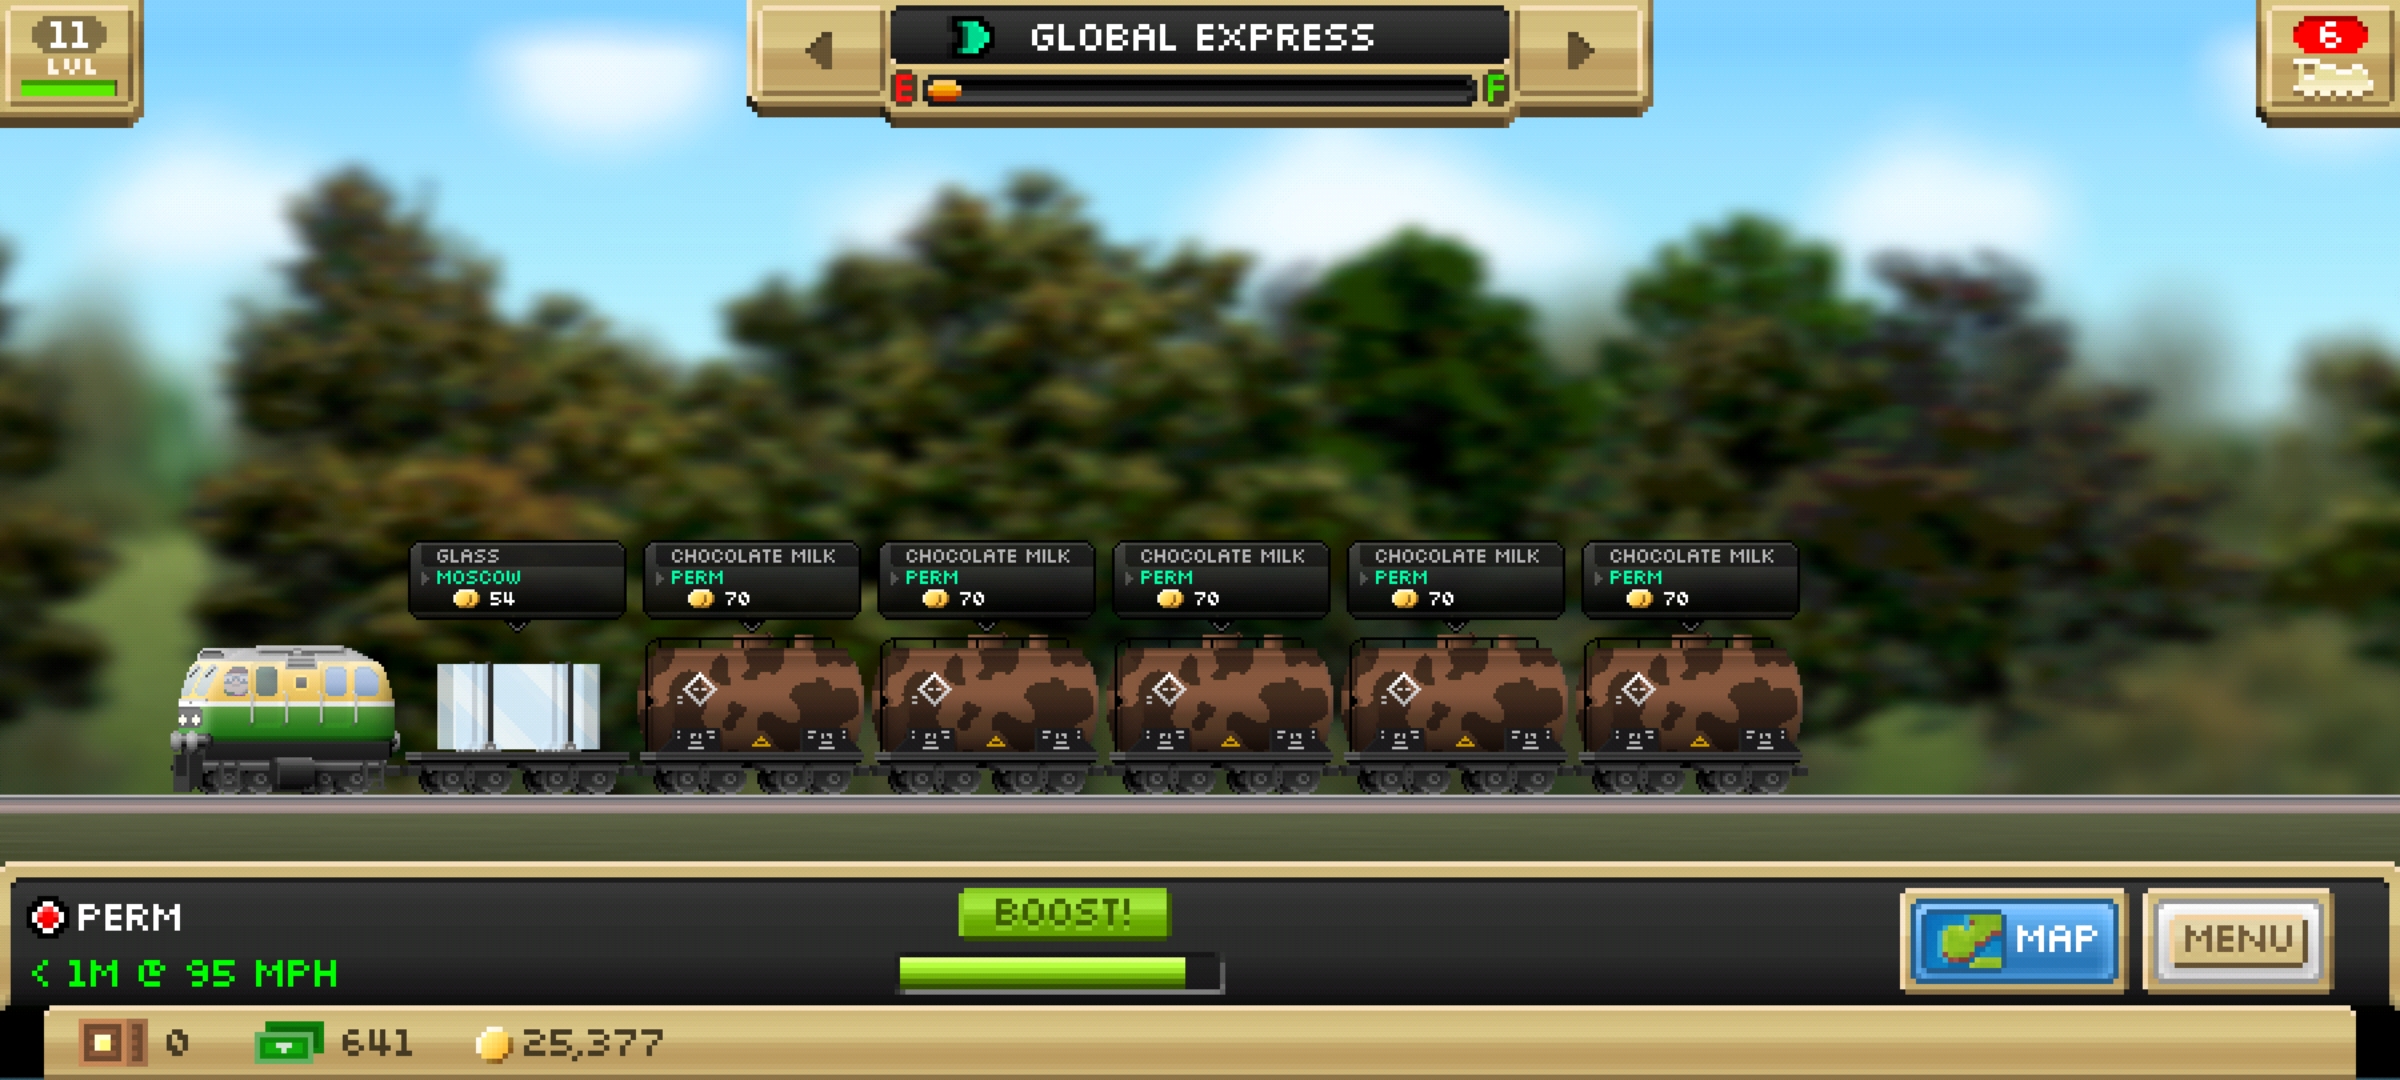 11
LVL
GLOBAL EXPRESS
E
F
6
GLASS
MOSCOW
54
CHOCOLATE MILK
PERM
70
CHOCOLATE MILK
PERM
70
CHOCOLATE MILK
PERM
70
CHOCOLATE MILK
PERM
70
CHOCOLATE MILK
PERM
70
PERM
< 1M @ 95 MPH
BOOST!
MAP
MENU
0
641
25,377